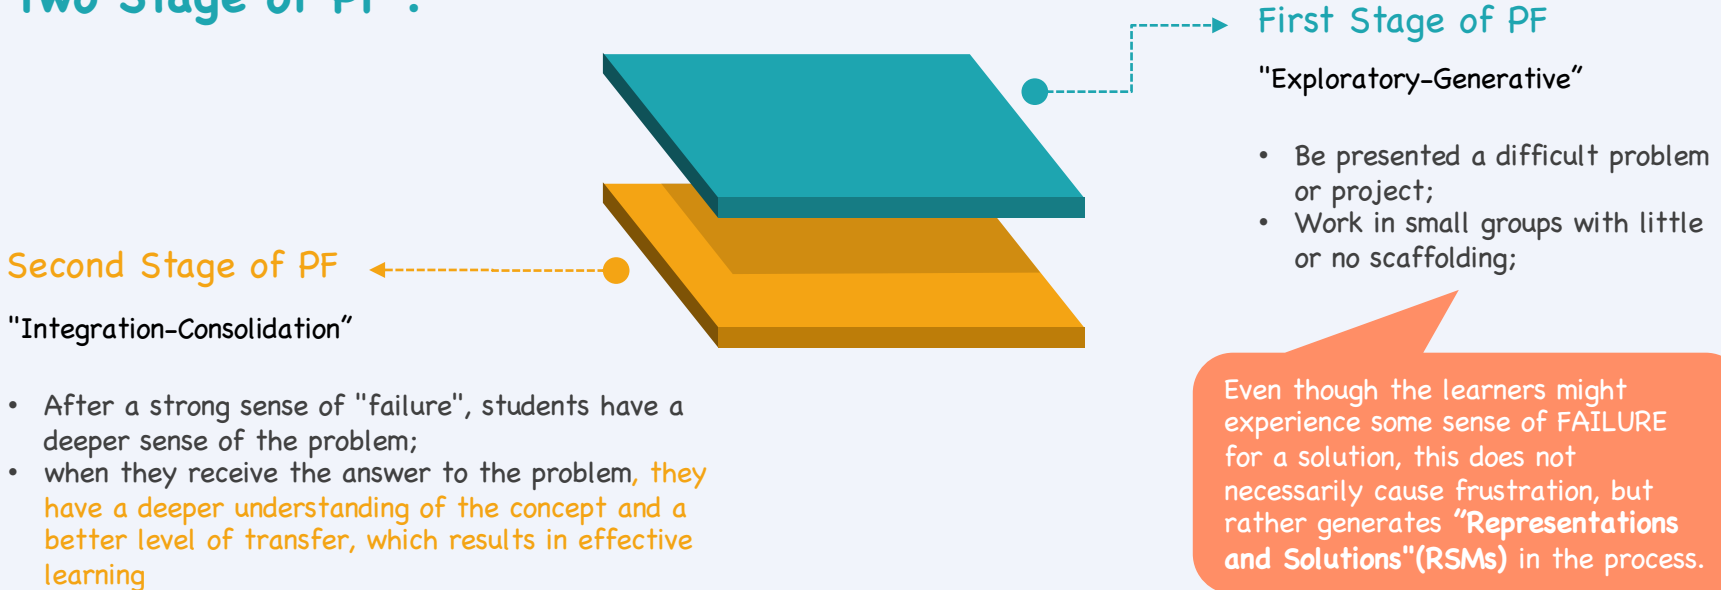 Two Stage of PF :
First Stage of PF
"Exploratory-Generative”
• Be presented a difficult problem
or project;
• Work in small groups with little
or no scaffolding;
Even though the learners might
experience some sense of FAILURE
for a solution, this does not
necessarily cause frustration, but
rather generates ”Representations
and Solutions"(RSMs) in the process.
Second Stage of PF
"Integration-Consolidation”
• After a strong sense of "failure", students have a
deeper sense of the problem;
• when they receive the answer to the problem, they
have a deeper understanding of the concept and a
better level of transfer, which results in effective
learning